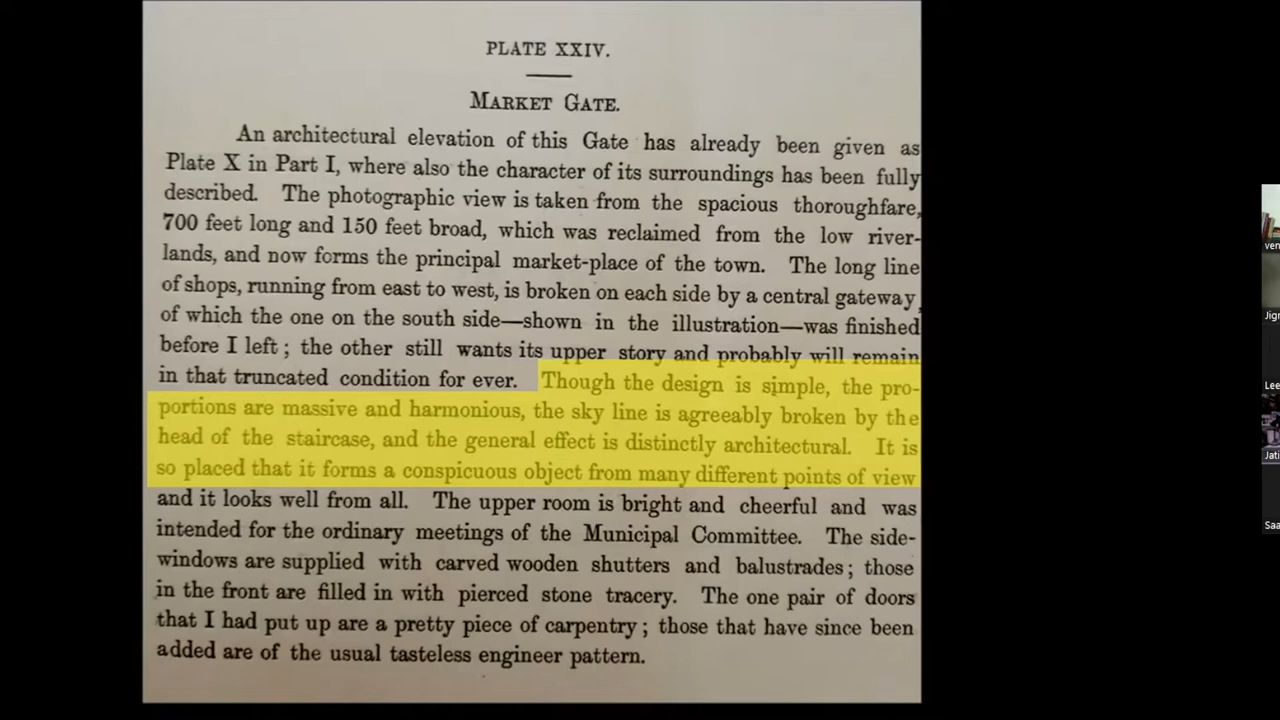 PLATE XXIV.
MARKET GATE.
An architectural elevation of this Gate has already been given as
Plate X in Part I, where also the character of its surroundings has been fully
described. The photographic view is taken from the spacious thoroughfare,
700 feet long and 150 feet broad, which was reclaimed from the low river-
lands, and now forms the principal market-place of the town. The long line
of shops, running from east to west, is broken on each side by a central gateway,
of which the one on the south side—shown in the illustration—was finished
before I left; the other still wants its upper story and probably will remain
in that truncated condition for ever. Though the design is simple, the pro-
portions are massive and harmonious, the sky line is agreeably broken by the
head of the staircase, and the general effect is distinctly architectural. It is
so placed that it forms a conspicuous object from many different points of view
and it looks well from all. The upper room is bright and cheerful and was
intended for the ordinary meetings of the Municipal Committee. The side-
windows are supplied with carved wooden shutters and balustrades; those
in the front are filled in with pierced stone tracery. The one pair of doors
that I had put up are a pretty piece of carpentry; those that have since been
added are of the usual tasteless engineer pattern.
ven
Jigr
Lee
Jati
Saa